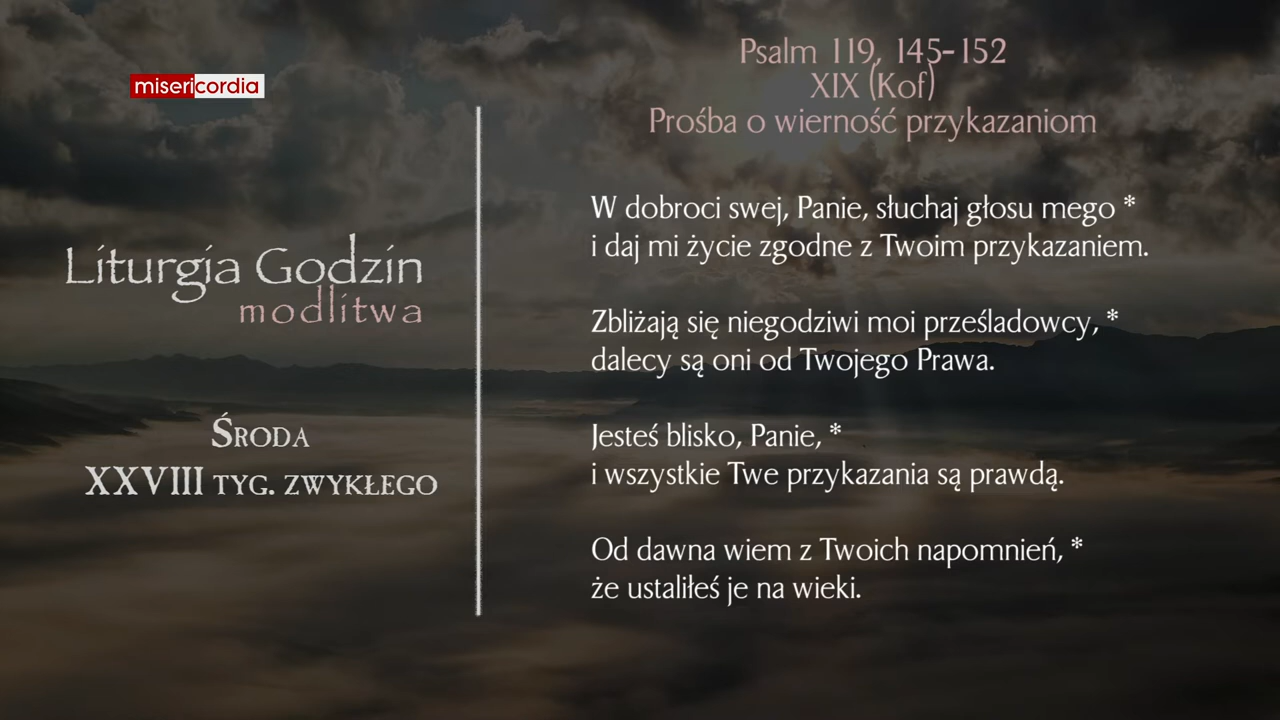 misericordia
Liturgia Godzin
modlitwa
Środa
XXVIII tyg. zwykłego
Psalm 119, 145-152
XIX (Kof)
Prośba o wierność przykazaniom
W dobroci swej, Panie, słuchaj głosu mego *
i daj mi życie zgodne z Twoim przykazaniem.
Zbliżają się niegodziwi moi prześladowcy, *
dalecy są oni od Twojego Prawa.
Jesteś blisko, Panie, *
i wszystkie Twe przykazania są prawdą.
Od dawna wiem z Twoich napomnień, *
że ustaliłeś je na wieki.